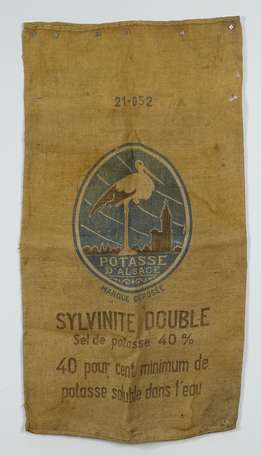 21-052
POTASSE
D'ALSACE
MARQUE DÉPOSÉE
SYLVINITE DOUBLE
Sel de potasse 40 %
40 pour cent minimum de
potasse soluble dans l'eau